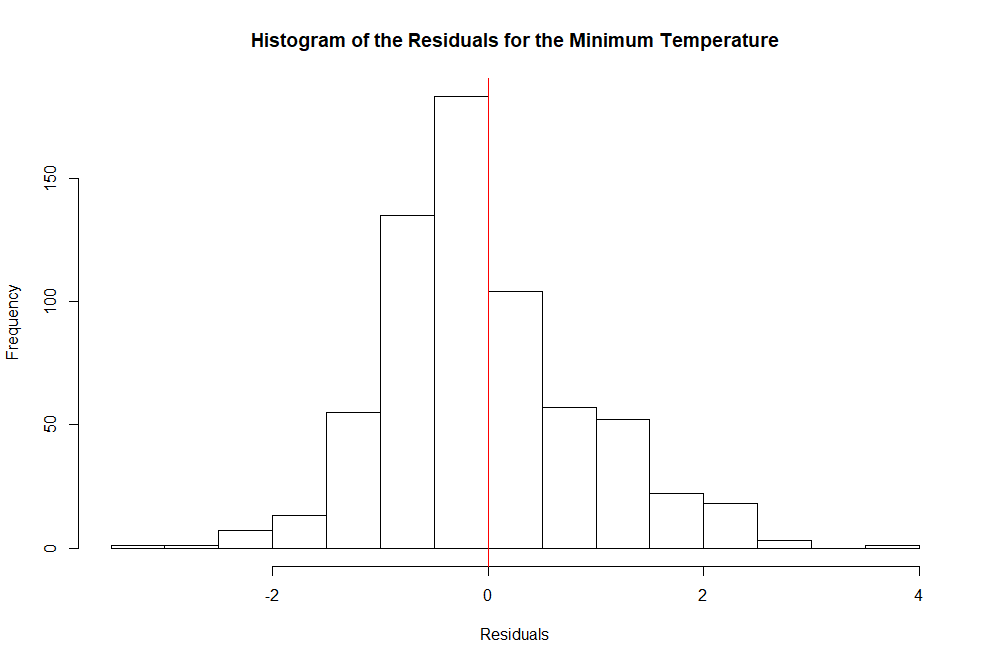 Histogram of the Residuals for the Minimum Temperature
Frequency
150
100
50
0
-2
0
2
4
Residuals